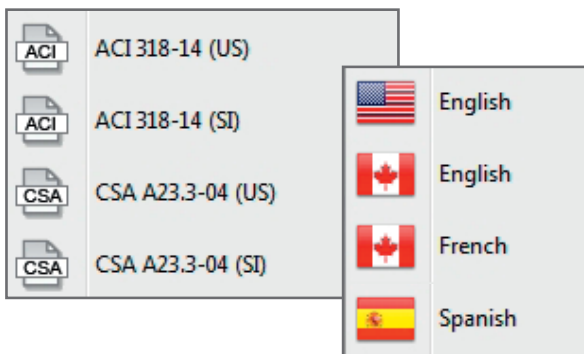 ACI
ACI 318-14 (US)
ACI
ACI 318-14 (SI)
CSA
CSA A23.3-04 (US)
CSA
CSA A23.3-04 (SI)
English
English
French
Spanish